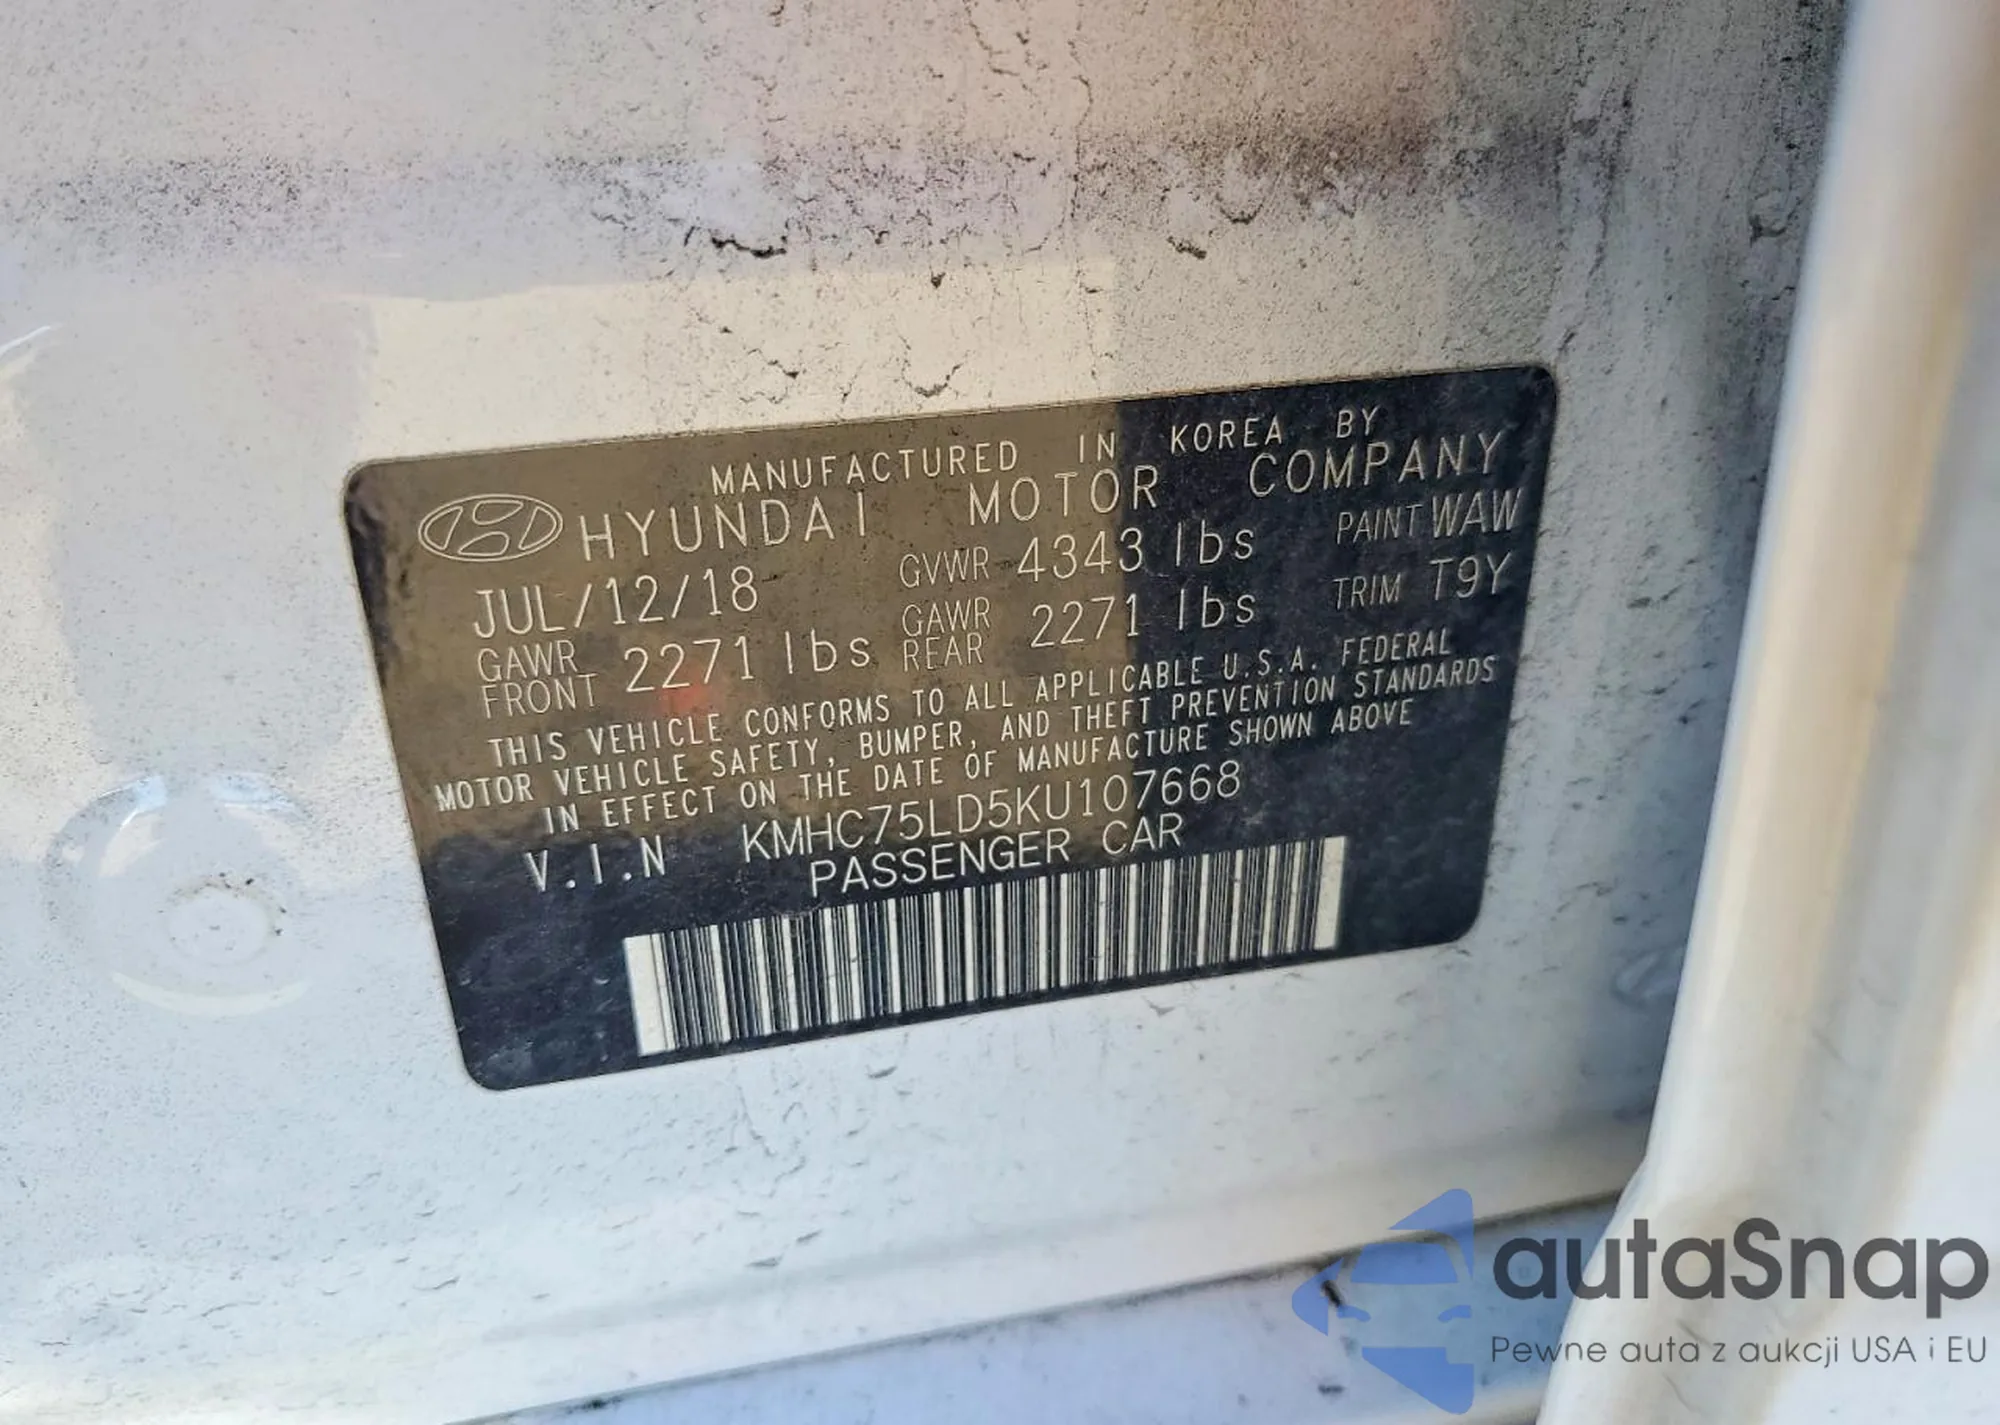 MANUFACTURED IN KOREA BY
HYUNDAI MOTOR COMPANY
JUL/12/18 GVWR 4343 lbs PAINT WAW
GAWR FRONT 2271 lbs GAWR REAR 2271 lbs TRIM T9Y
THIS VEHICLE CONFORMS TO ALL APPLICABLE U.S.A. FEDERAL
MOTOR VEHICLE SAFETY, BUMPER, AND THEFT PREVENTION STANDARDS
IN EFFECT ON THE DATE OF MANUFACTURE SHOWN ABOVE
V.I.N KMHC75LD5KU107668
PASSENGER CAR
autaSnap
Pewne auta z aukcji USA i EU